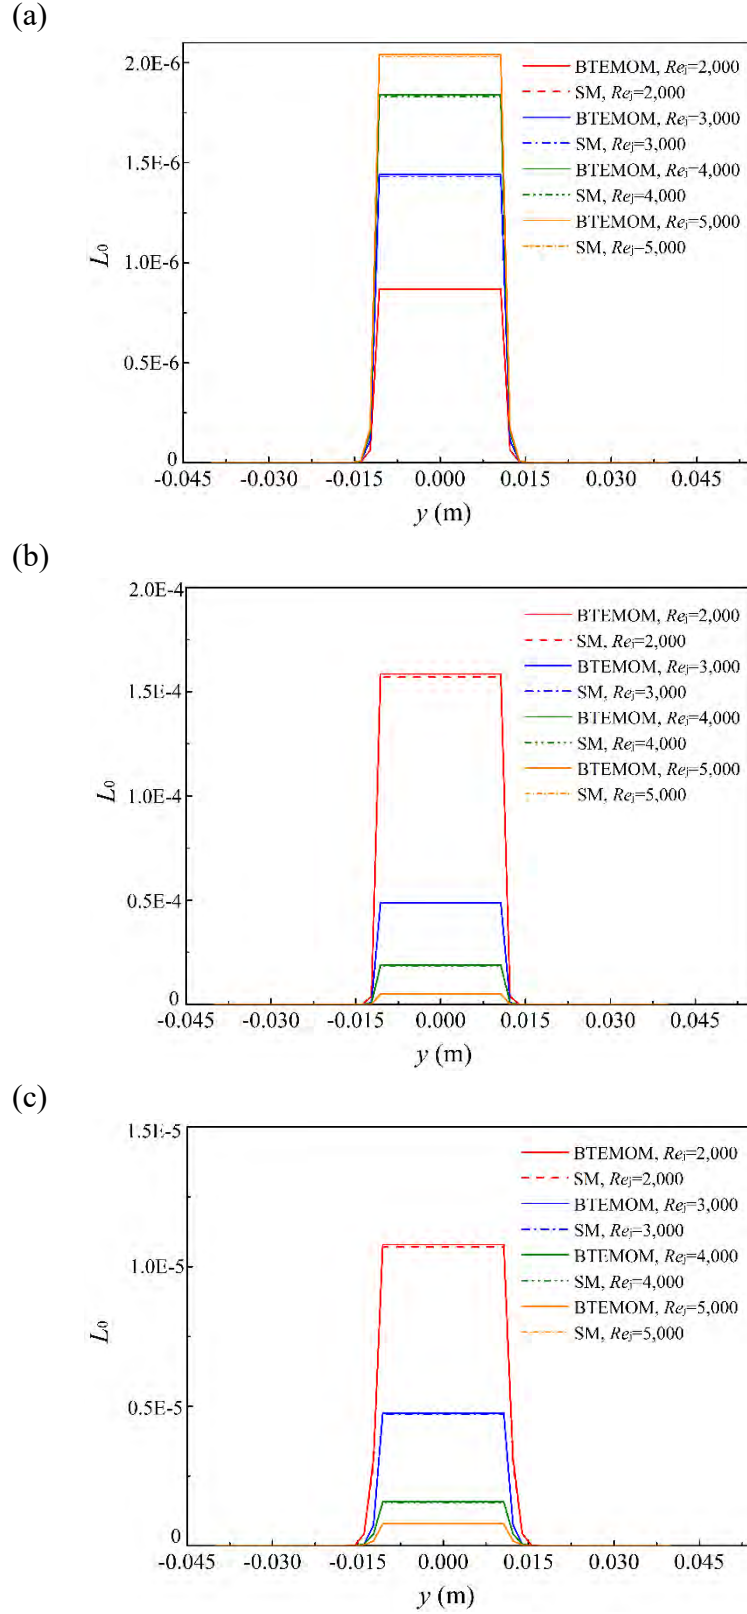 (a)
2.0E-6
1.5E-6
1.0E-6
0.5E-6
0
L₀
BTEMOM, Reⱼ=2,000
SM, Reⱼ=2,000
BTEMOM, Reⱼ=3,000
SM, Reⱼ=3,000
BTEMOM, Reⱼ=4,000
SM, Reⱼ=4,000
BTEMOM, Reⱼ=5,000
SM, Reⱼ=5,000
-0.045 -0.030 -0.015 0.000 0.015 0.030 0.045
y (m)
(b)
2.0E-4
1.5E-4
1.0E-4
0.5E-4
0
L₀
BTEMOM, Reⱼ=2,000
SM, Reⱼ=2,000
BTEMOM, Reⱼ=3,000
SM, Reⱼ=3,000
BTEMOM, Reⱼ=4,000
SM, Reⱼ=4,000
BTEMOM, Reⱼ=5,000
SM, Reⱼ=5,000
-0.045 -0.030 -0.015 0.000 0.015 0.030 0.045
y (m)
(c)
1.5E-5
1.0E-5
0.5E-5
0
L₀
BTEMOM, Reⱼ=2,000
SM, Reⱼ=2,000
BTEMOM, Reⱼ=3,000
SM, Reⱼ=3,000
BTEMOM, Reⱼ=4,000
SM, Reⱼ=4,000
BTEMOM, Reⱼ=5,000
SM, Reⱼ=5,000
-0.045 -0.030 -0.015 0.000 0.015 0.030 0.045
y (m)